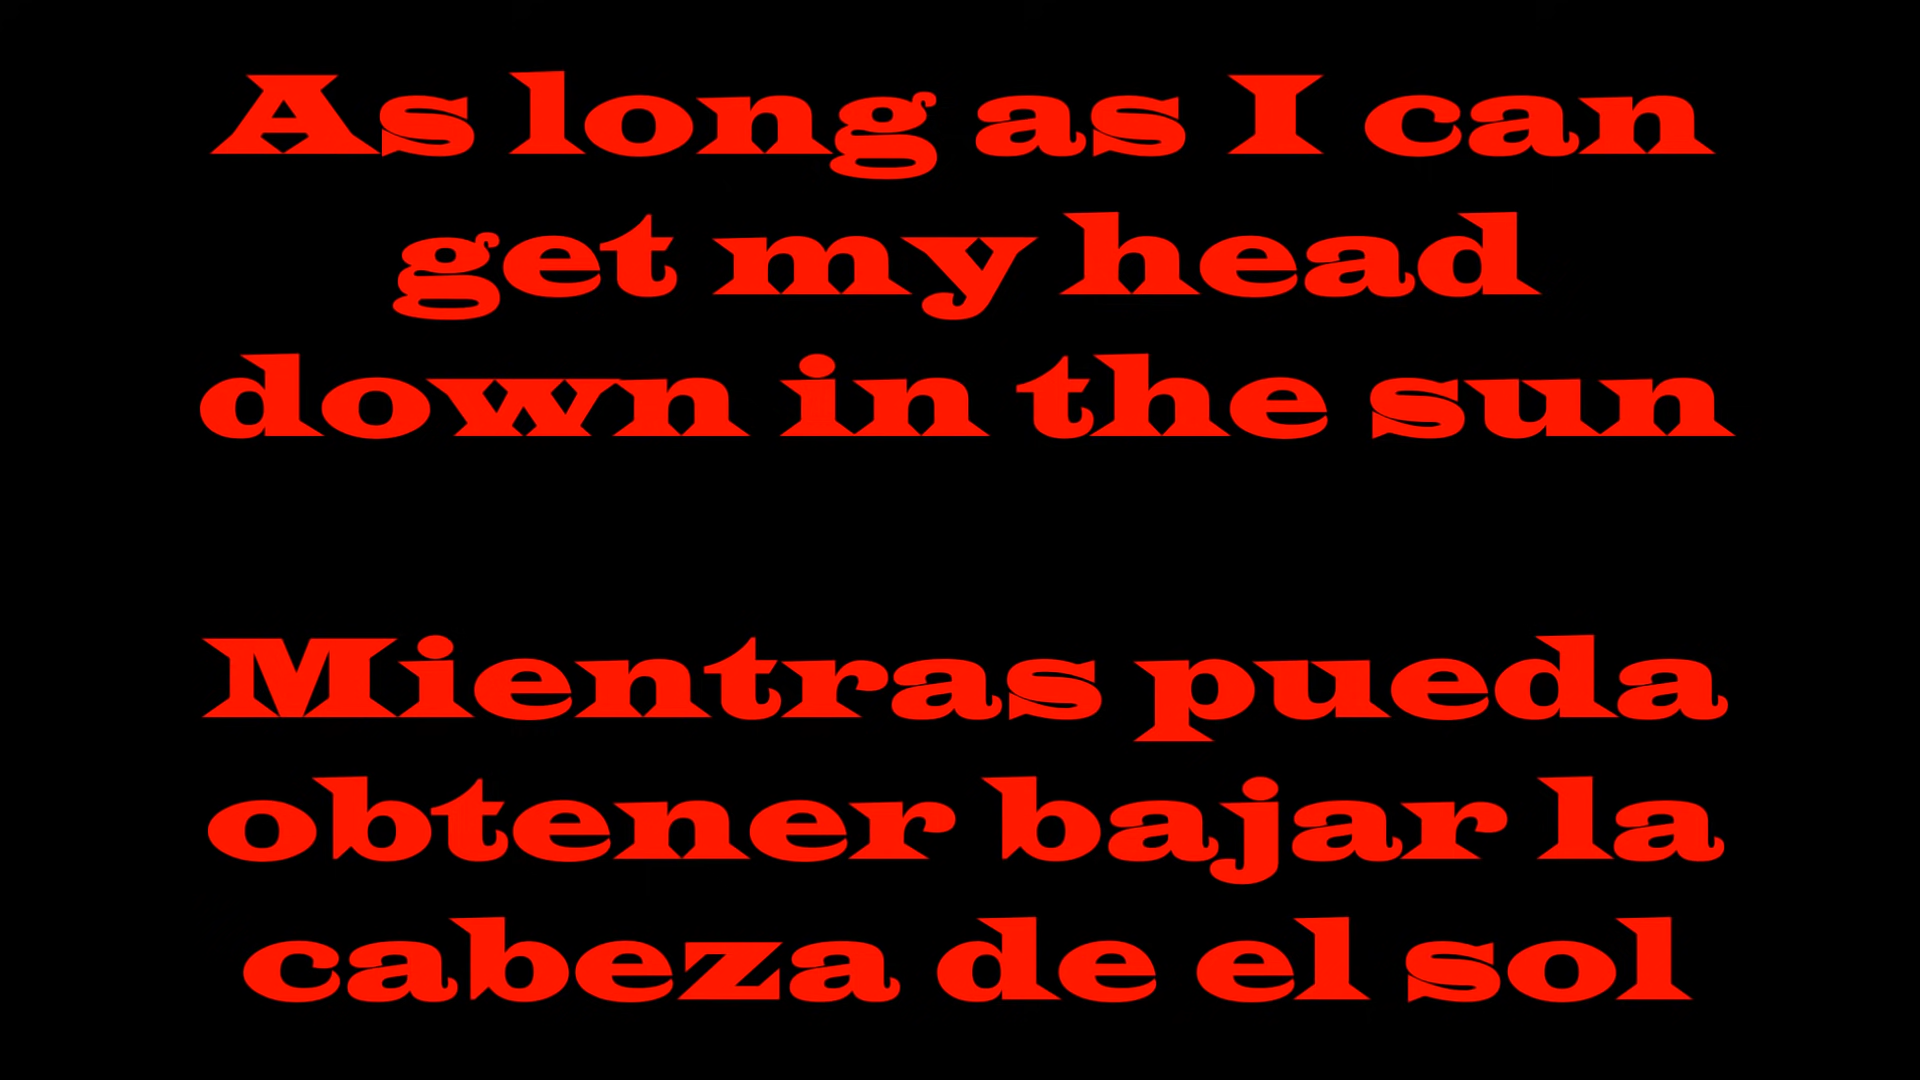 As long as I can
get my head
down in the sun
Mientras pueda
obtener bajar la
cabeza de el sol